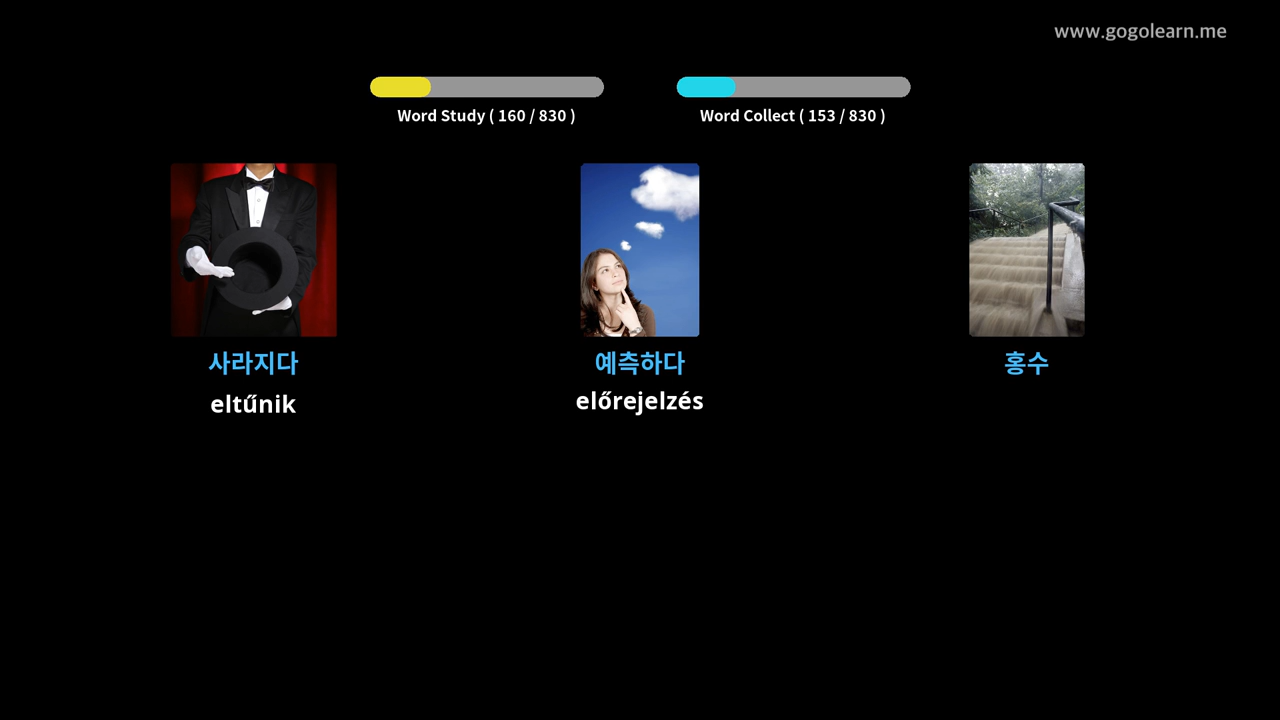 www.gogolearn.me
Word Study ( 160 / 830 )
Word Collect ( 153 / 830 )
사라지다
예측하다
홍수
eltűnik
előrejelzés